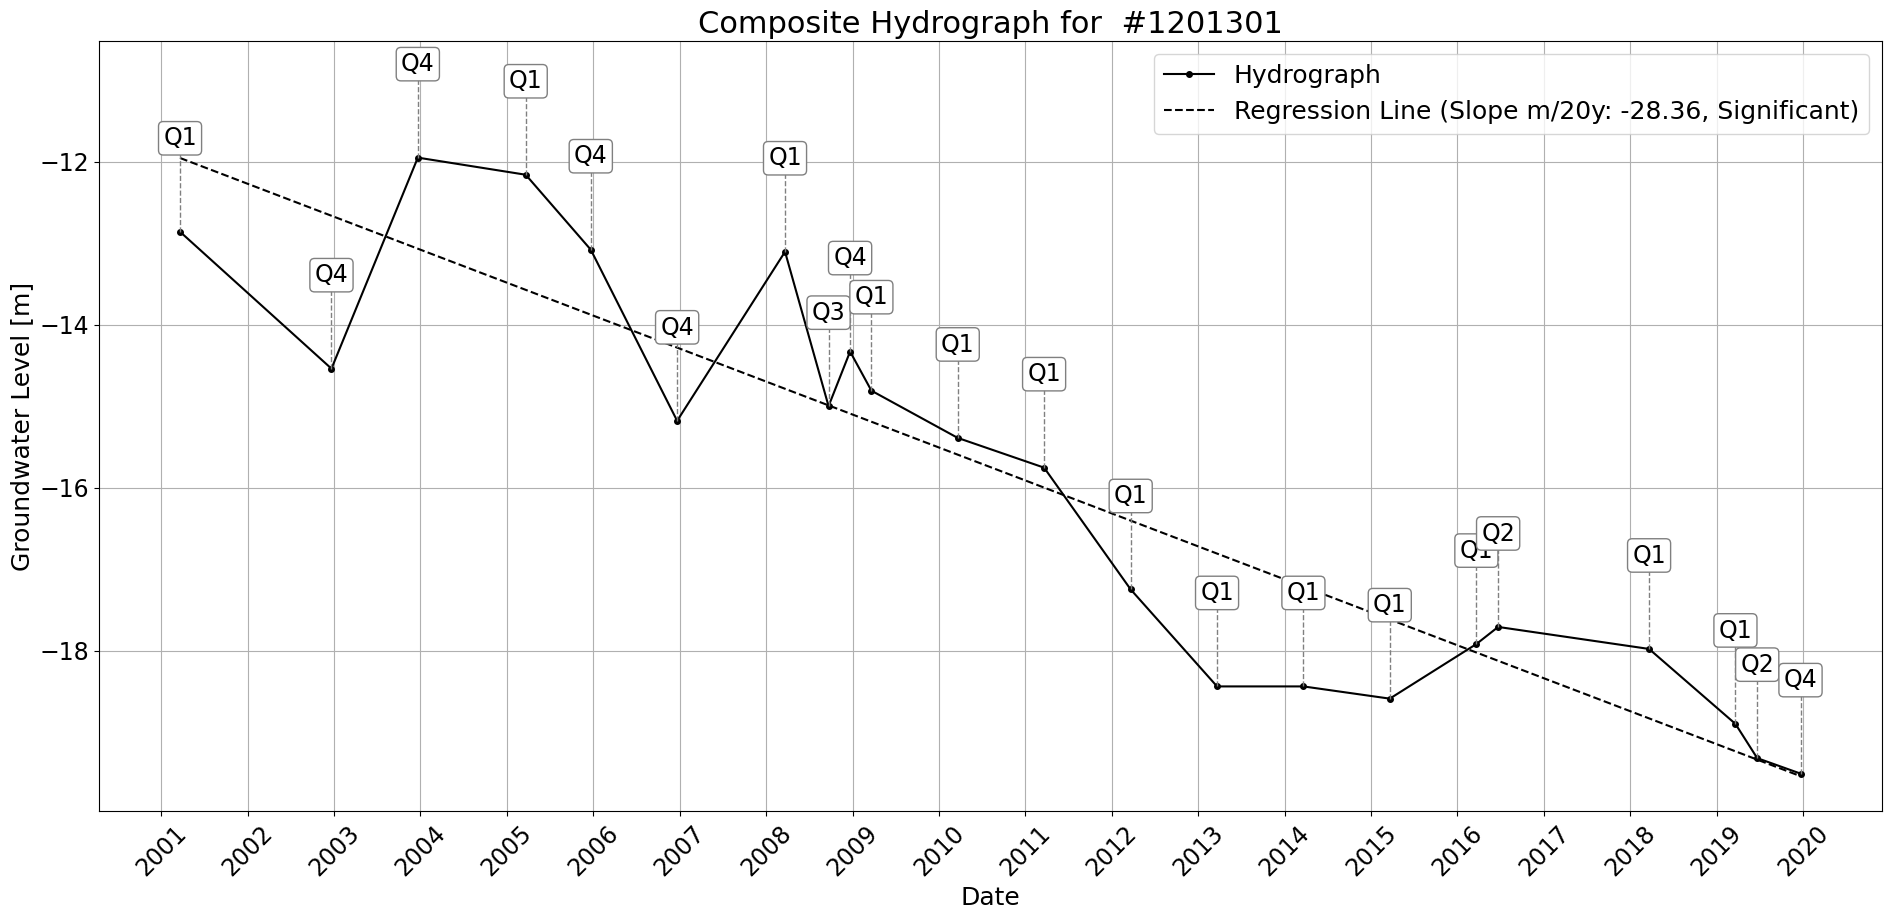 Composite Hydrograph for #1201301
Hydrograph
Regression Line (Slope m/20y: -28.36, Significant)
Groundwater Level [m]
−12
−14
−16
−18
Q1
Q4
Q4
Q1
Q4
Q4
Q1
Q3
Q4
Q1
Q1
Q1
Q1
Q1
Q1
Q1
Q1
Q2
Q1
Q1
Q2
Q4
2001
2002
2003
2004
2005
2006
2007
2008
2009
2010
2011
2012
2013
2014
2015
2016
2017
2018
2019
2020
Date